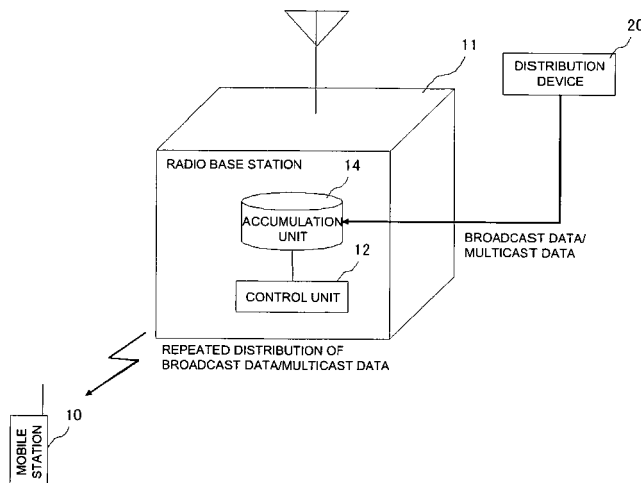 20
11
DISTRIBUTION
DEVICE
RADIO BASE STATION
14
ACCUMULATION
UNIT
BROADCAST DATA/
MULTICAST DATA
12
CONTROL UNIT
REPEATED DISTRIBUTION OF
BROADCAST DATA/MULTICAST DATA
10
MOBILE
STATION